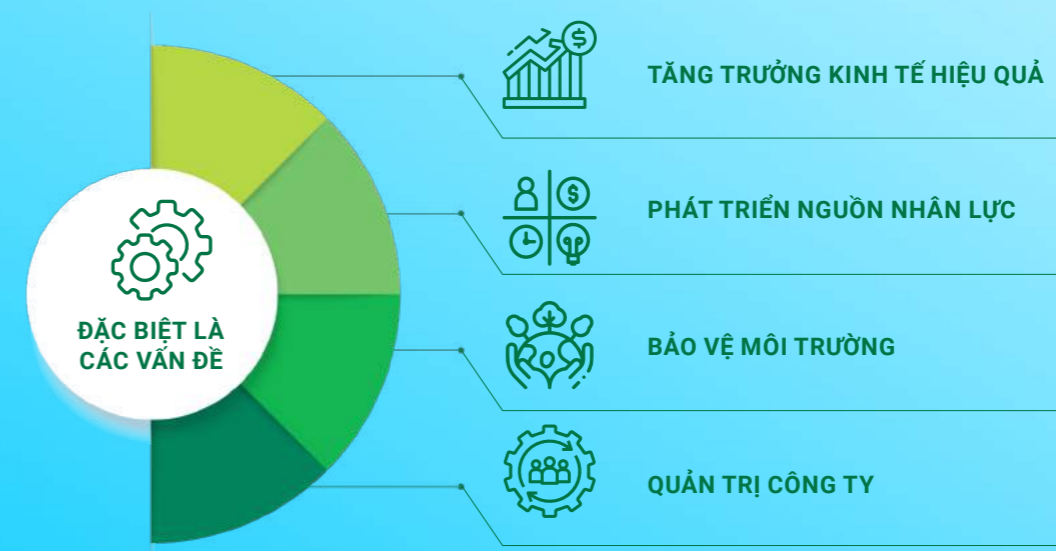 ĐẶC BIỆT LÀ
CÁC VẤN ĐỀ
TĂNG TRƯỞNG KINH TẾ HIỆU QUẢ
PHÁT TRIỂN NGUỒN NHÂN LỰC
BẢO VỆ MÔI TRƯỜNG
QUẢN TRỊ CÔNG TY